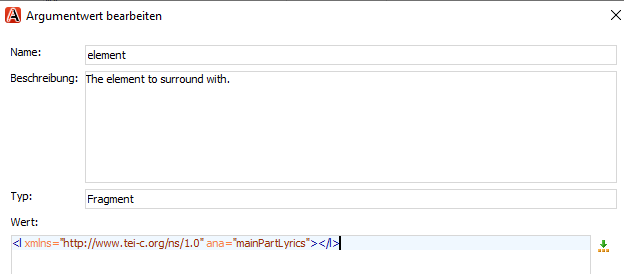 Argumentwert bearbeiten
Name: element
Beschreibung: The element to surround with.
Typ: Fragment
Wert:
<l xmlns="http://www.tei-c.org/ns/1.0" ana="mainPartLyrics"></l>